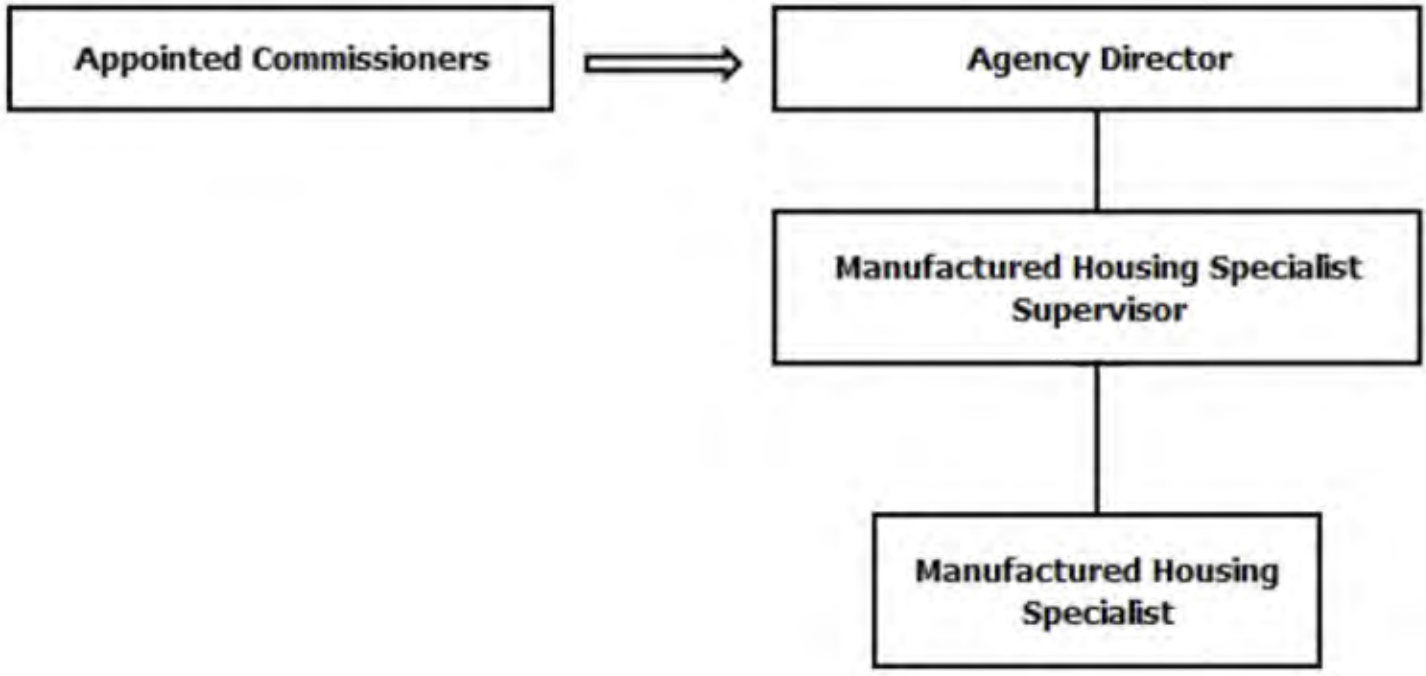 Appointed Commissioners
Agency Director
Manufactured Housing Specialist
Supervisor
Manufactured Housing
Specialist